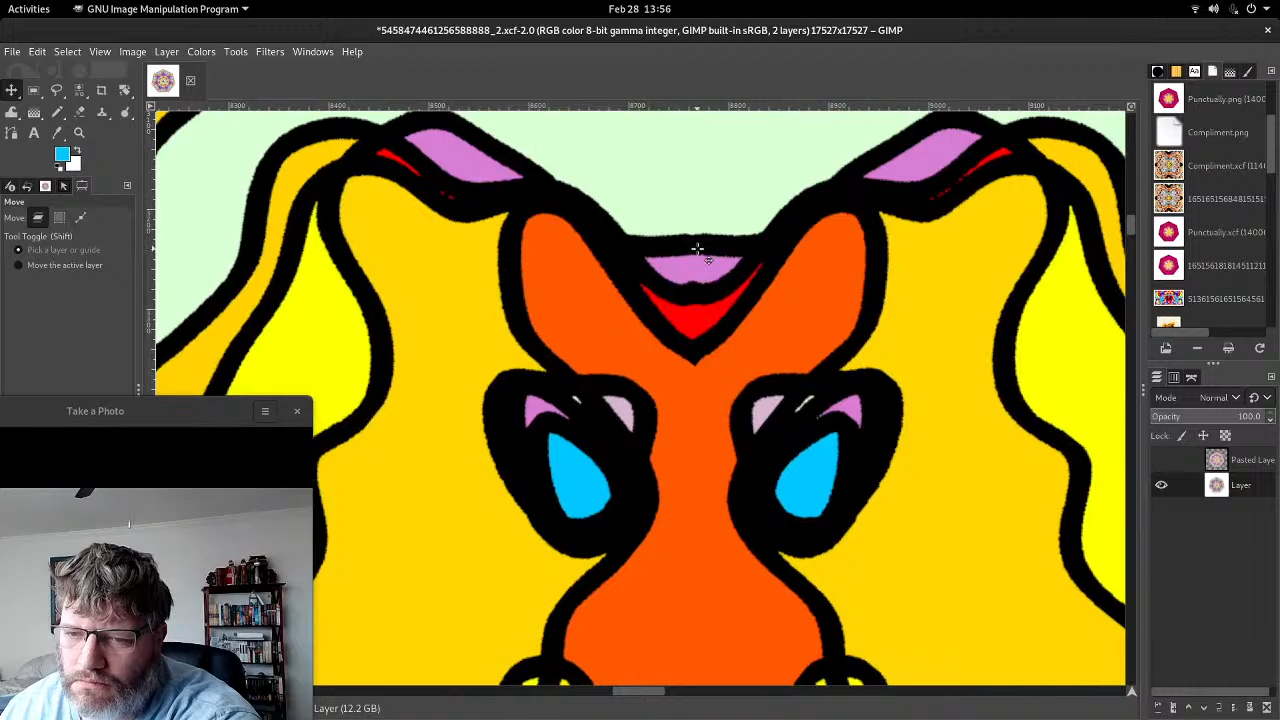 Activities
GNU Image Manipulation Program
Feb 28 13:56
*5458474461256588888_2.xcf-2.0 (RGB color 8-bit gamma integer, GIMP built-in sRGB, 2 layers) 17527x17527 – GIMP
File Edit Select View Image Layer Colors Tools Filters Windows Help
8300 8400 8500 8600 8700 8800 8900 9000 9100
Punctually.png (1400
Compliment.png
Compliment.xcf (1140
Punctually.xcf (1400
Move
Move:
Tool Toggle (Shift)
Pick a layer or guide
Move the active layer
Take a Photo
Mode Normal
Opacity 100.0
Lock:
Pasted Laye
Layer
Layer (12.2 GB)